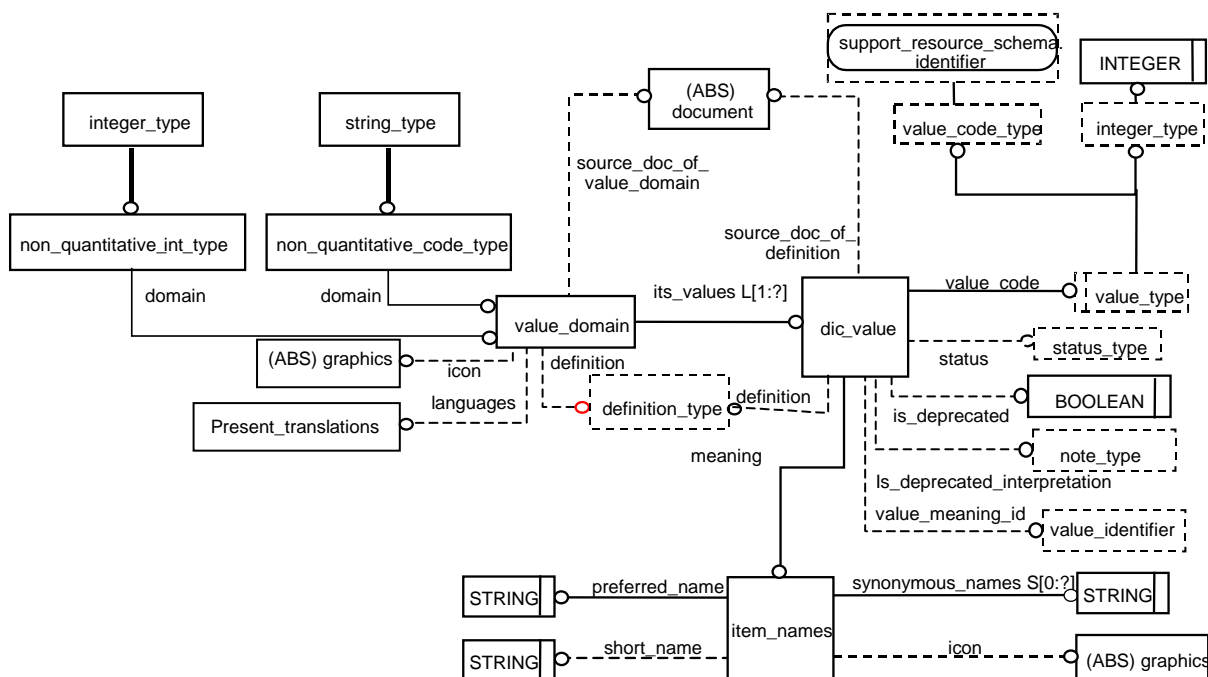 support_resource_schema.
identifier
INTEGER
(ABS)
document
integer_type
string_type
value_code_type
integer_type
source_doc_of_
value_domain
source_doc_of_
definition
non_quantitative_int_type
non_quantitative_code_type
domain
domain
its_values L[1:?]
value_code
value_type
value_domain
dic_value
status_type
status
(ABS) graphics
icon
definition
languages
definition_type
definition
BOOLEAN
is_deprecated
Present_translations
meaning
note_type
Is_deprecated_interpretation
value_meaning_id
value_identifier
STRING
preferred_name
synonymous_names S[0:?]
STRING
item_names
STRING
short_name
icon
(ABS) graphics